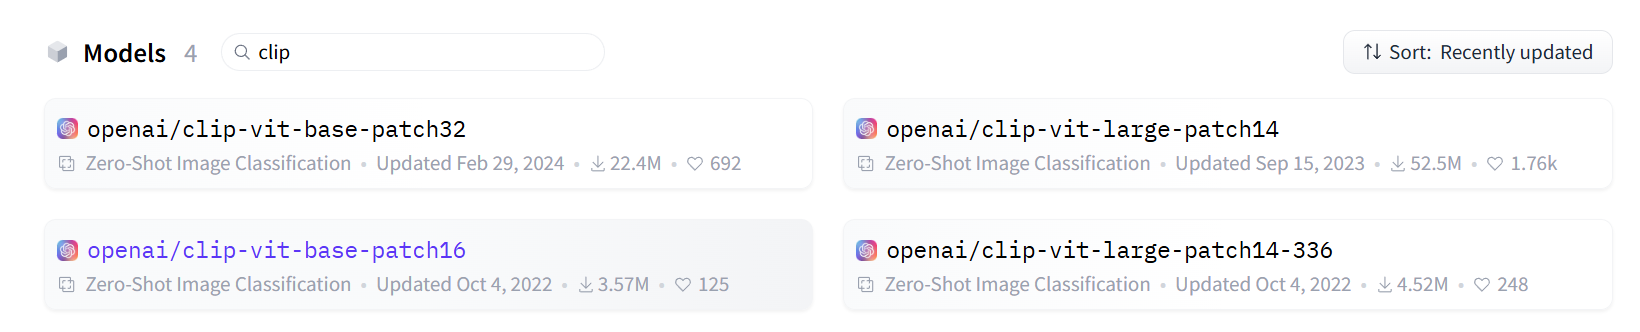 Models 4 clip Sort: Recently updated
openai/clip-vit-base-patch32
Zero-Shot Image Classification • Updated Feb 29, 2024 • 22.4M • 692
openai/clip-vit-large-patch14
Zero-Shot Image Classification • Updated Sep 15, 2023 • 52.5M • 1.76k
openai/clip-vit-base-patch16
Zero-Shot Image Classification • Updated Oct 4, 2022 • 3.57M • 125
openai/clip-vit-large-patch14-336
Zero-Shot Image Classification • Updated Oct 4, 2022 • 4.52M • 248